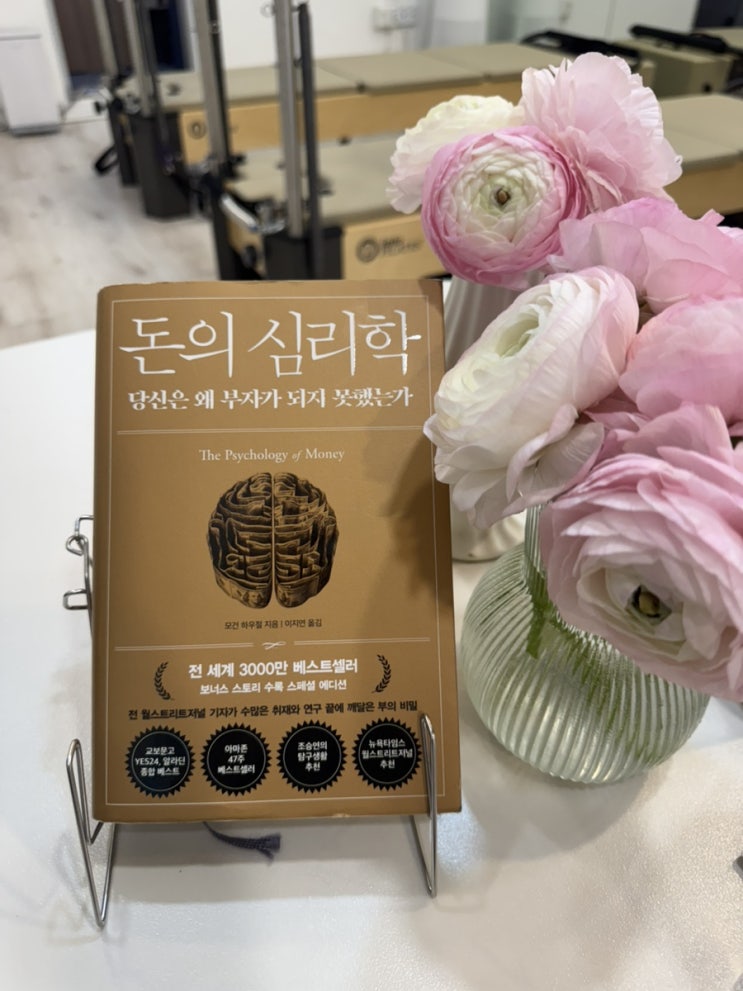 돈의 심리학
당신은 왜 부자가 되지 못했는가
The Psychology of Money
모건 하우절 지음 | 이지연 옮김
전 세계 3000만 베스트셀러
보너스 스토리 수록 스페셜 에디션
전 월스트리트저널 기자가 수많은 취재와 연구 끝에 깨달은 부의 비밀
교보문고
YES24, 알라딘
종합 베스트
아마존
47주
베스트셀러
조승연의
탐구생활
추천
뉴욕타임스
월스트리트저널
추천